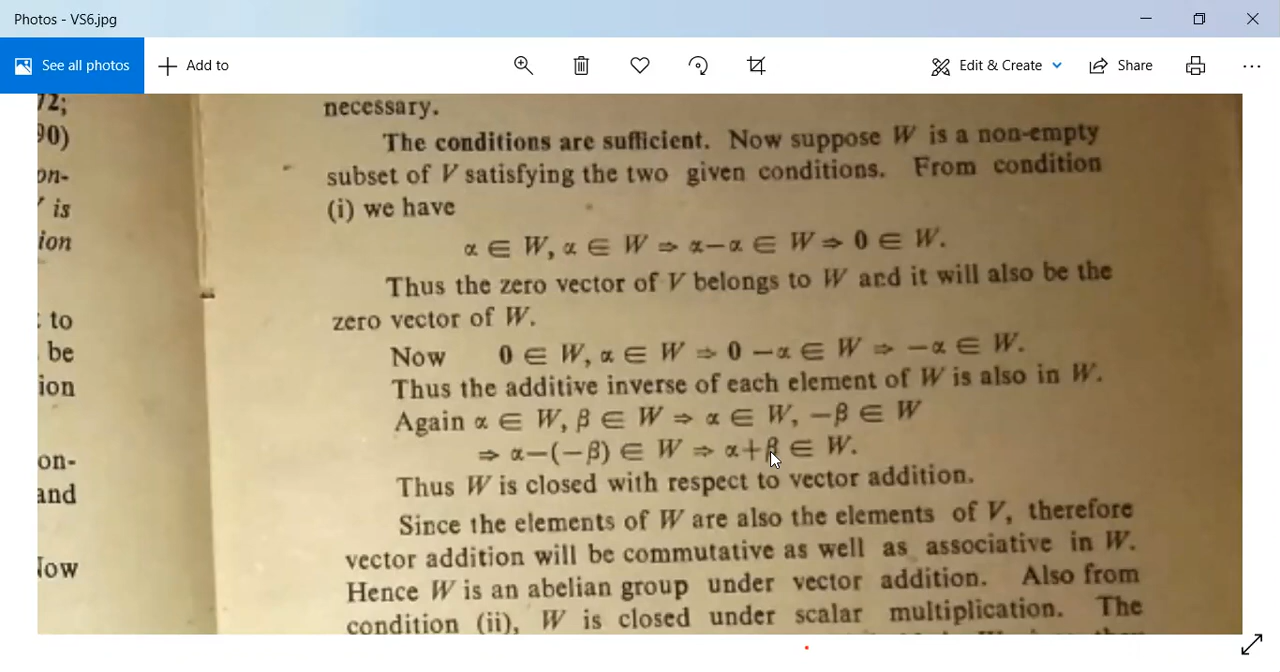 Photos - VS6.jpg
See all photos
Add to
Edit & Create
Share
72;
90)
on-
V is
ion
: to
be
ion
on-
and
Now
necessary.
The conditions are sufficient. Now suppose W is a non-empty
subset of V satisfying the two given conditions. From condition
(i) we have
α ∈ W, α ∈ W ⇒ α−α ∈ W ⇒ 0 ∈ W.
Thus the zero vector of V belongs to W and it will also be the
zero vector of W.
Now 0 ∈ W, α ∈ W ⇒ 0 −α ∈ W ⇒ −α ∈ W.
Thus the additive inverse of each element of W is also in W.
Again α ∈ W, β ∈ W ⇒ α ∈ W, −β ∈ W
⇒ α−(−β) ∈ W ⇒ α+β ∈ W.
Thus W is closed with respect to vector addition.
Since the elements of W are also the elements of V, therefore
vector addition will be commutative as well as associative in W.
Hence W is an abelian group under vector addition. Also from
condition (ii), W is closed under scalar multiplication. The